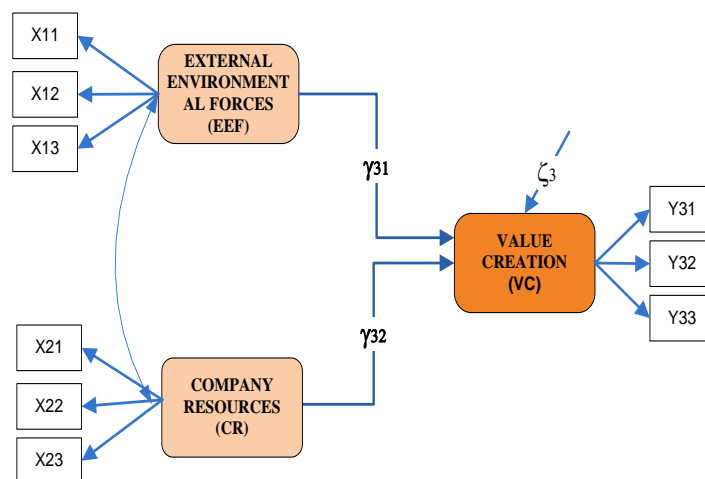 X11
X12
X13
EXTERNAL
ENVIRONMENT
AL FORCES
(EEF)
γ31
ζ3
VALUE
CREATION
(VC)
Y31
Y32
Y33
γ32
X21
X22
X23
COMPANY
RESOURCES
(CR)